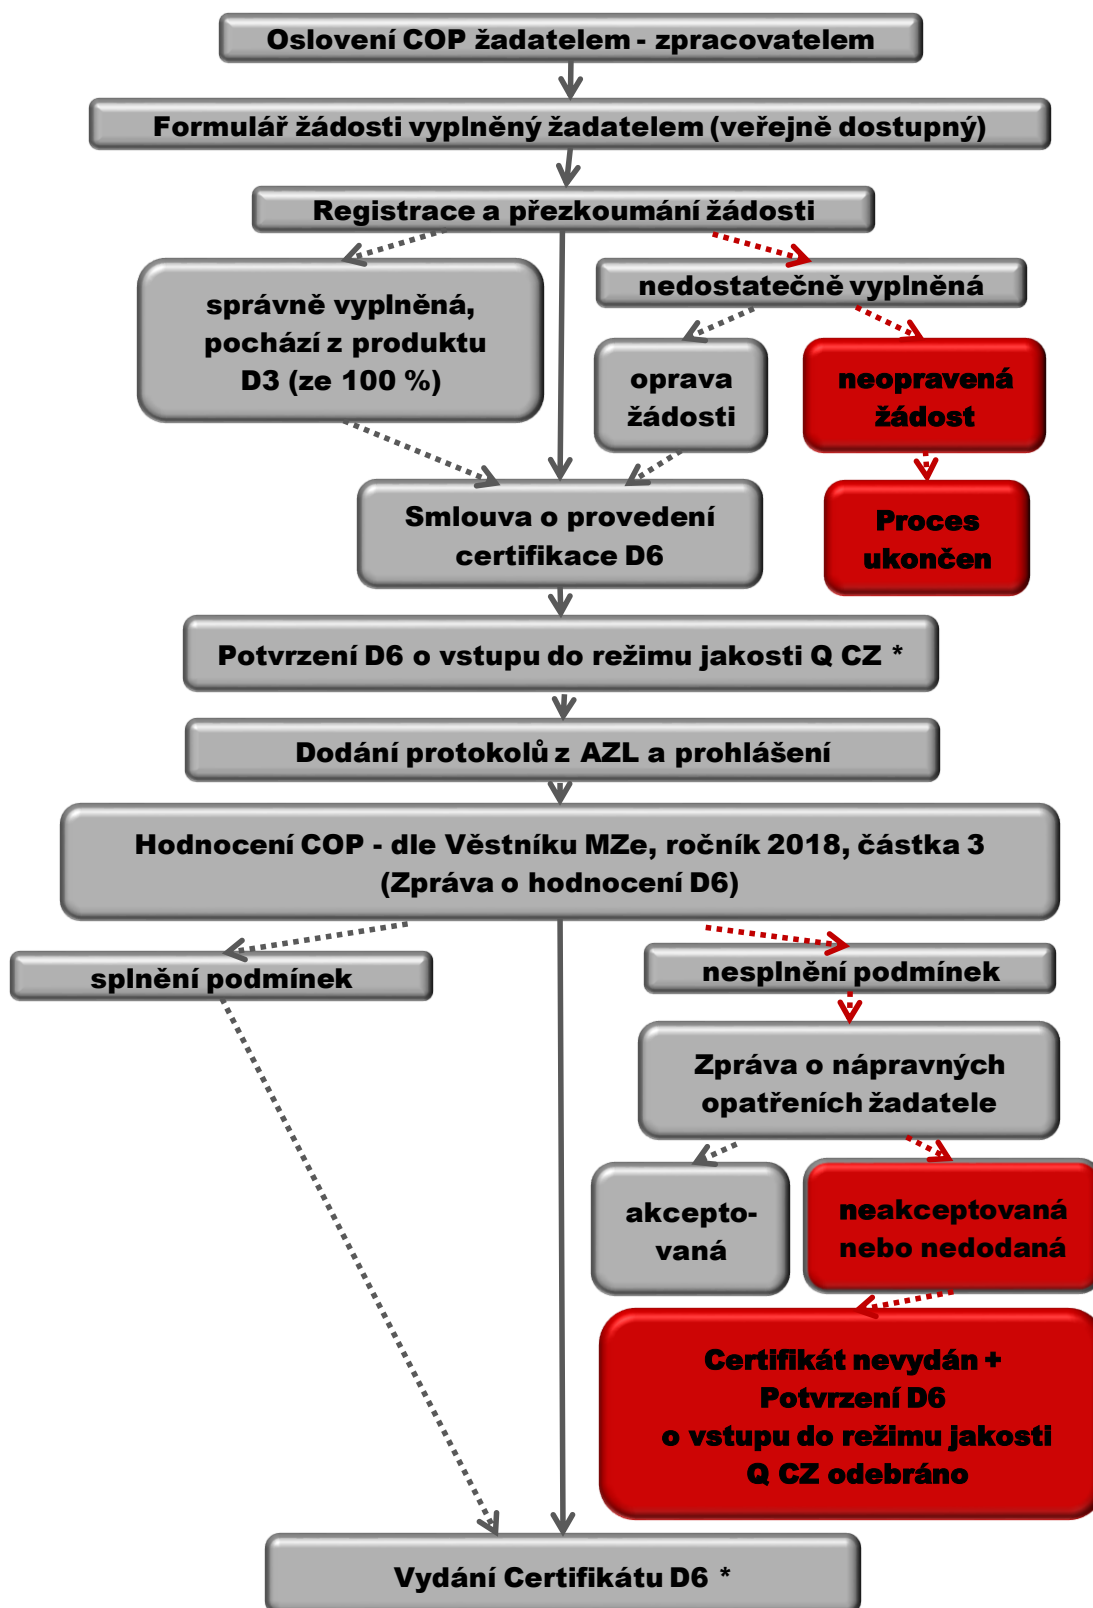 Oslovení COP žadatelem - zpracovatelem
Formulář žádosti vyplněný žadatelem (veřejně dostupný)
Registrace a přezkoumání žádosti
správně vyplněná,
pochází z produktu
D3 (ze 100 %)
nedostatečně vyplněná
oprava
žádosti
neopravená
žádost
Smlouva o provedení
certifikace D6
Proces
ukončen
Potvrzení D6 o vstupu do režimu jakosti Q CZ *
Dodání protokolů z AZL a prohlášení
Hodnocení COP - dle Věstníku MZe, ročník 2018, částka 3
(Zpráva o hodnocení D6)
splnění podmínek
nesplnění podmínek
Zpráva o nápravných
opatřeních žadatele
akcepto-
vaná
neakceptovaná
nebo nedodaná
Certifikát nevydán +
Potvrzení D6
o vstupu do režimu jakosti
Q CZ odebráno
Vydání Certifikátu D6 *